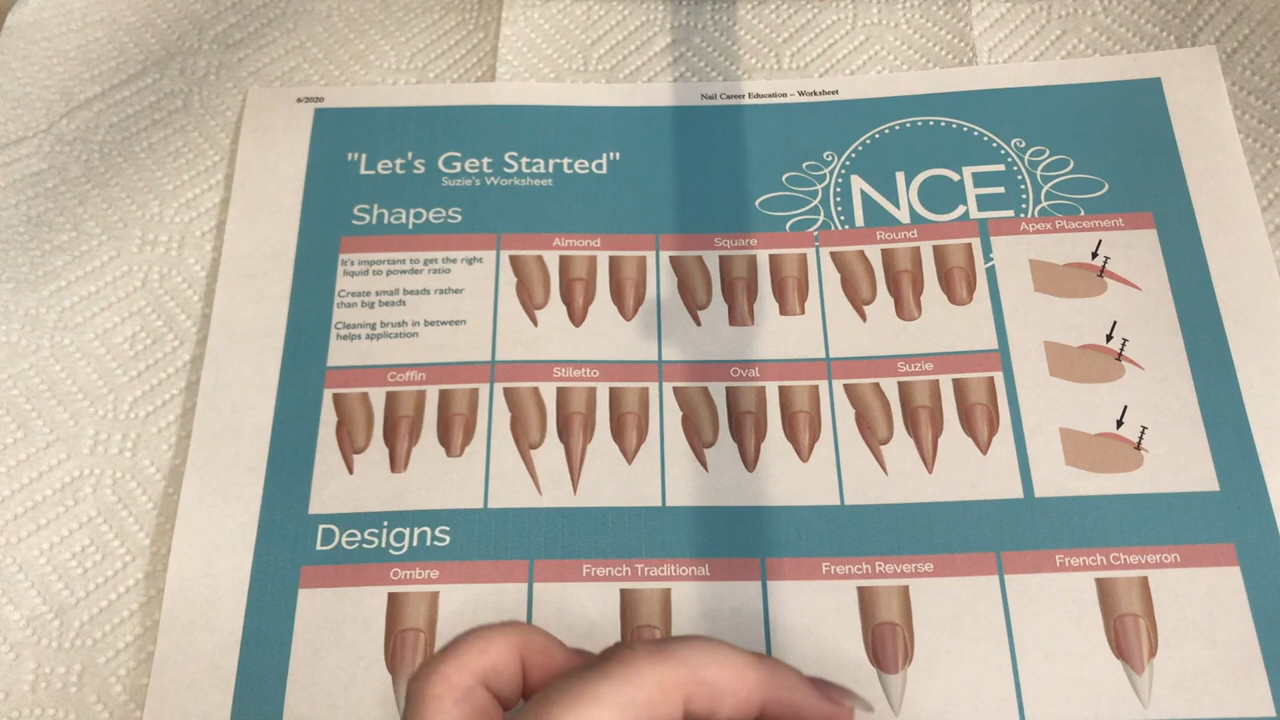 6/2020
Nail Career Education – Worksheet
"Let's Get Started"
Suzie's Worksheet
NCE
Shapes
It's important to get the right
liquid to powder ratio
Create small beads rather
than big beads
Cleaning brush in between
helps application
Almond
Square
Round
Apex Placement
Coffin
Stiletto
Oval
Suzie
Designs
Ombre
French Traditional
French Reverse
French Cheveron